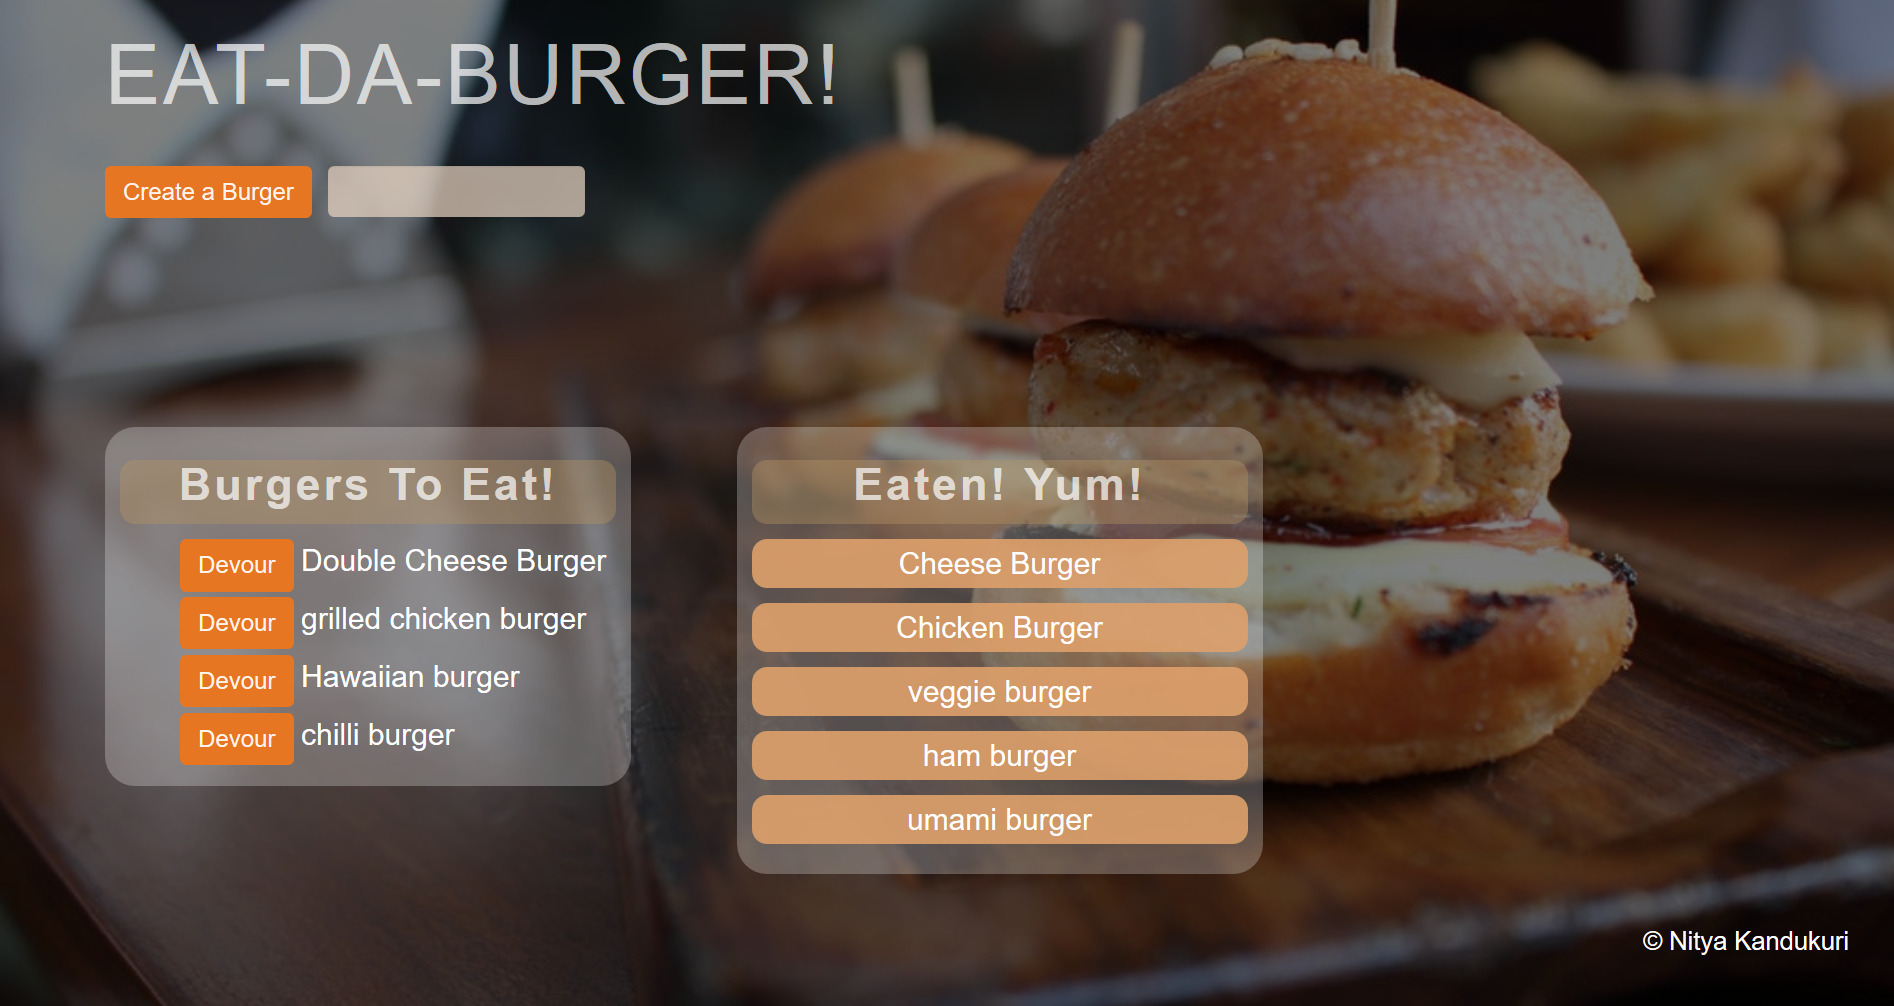 EAT-DA-BURGER!
Create a Burger
Burgers To Eat!
Devour Double Cheese Burger
Devour grilled chicken burger
Devour Hawaiian burger
Devour chilli burger
Eaten! Yum!
Cheese Burger
Chicken Burger
veggie burger
ham burger
umami burger
© Nitya Kandukuri